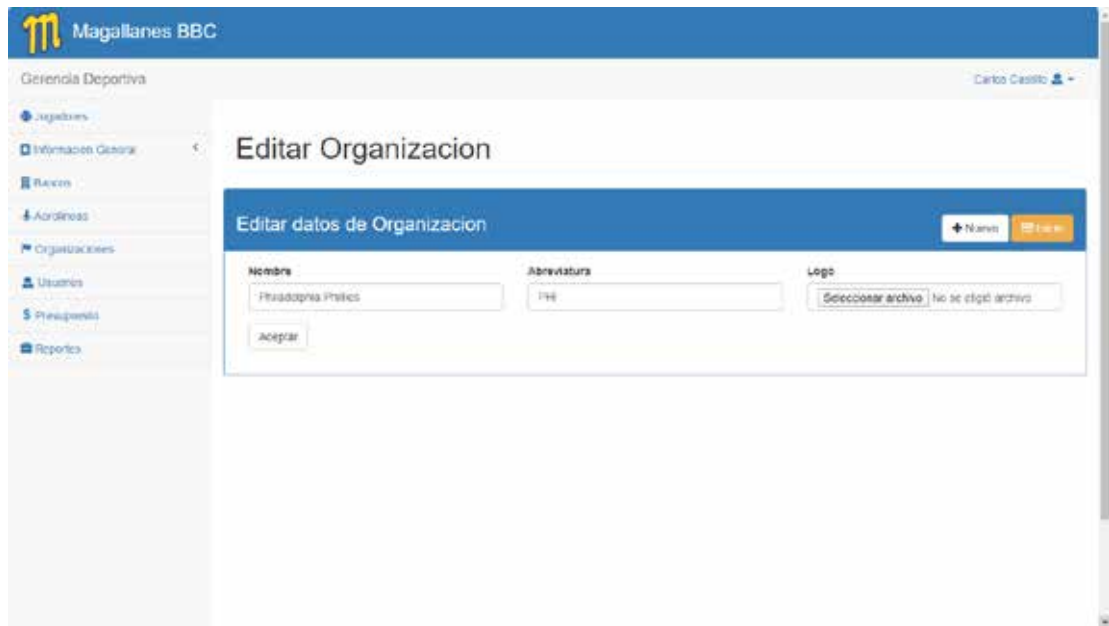 Magallanes BBC
Gerencia Deportiva
Carlos Castillo
Jugadores
Informacion General
Bancos
Aerolineas
Organizaciones
Usuarios
$ Presupuesto
Reportes
Editar Organizacion
Editar datos de Organizacion
+ Nuevo
Nombre
Abreviatura
Logo
Philadelphia Phillies
PHI
Seleccionar archivo No se eligió archivo
Aceptar